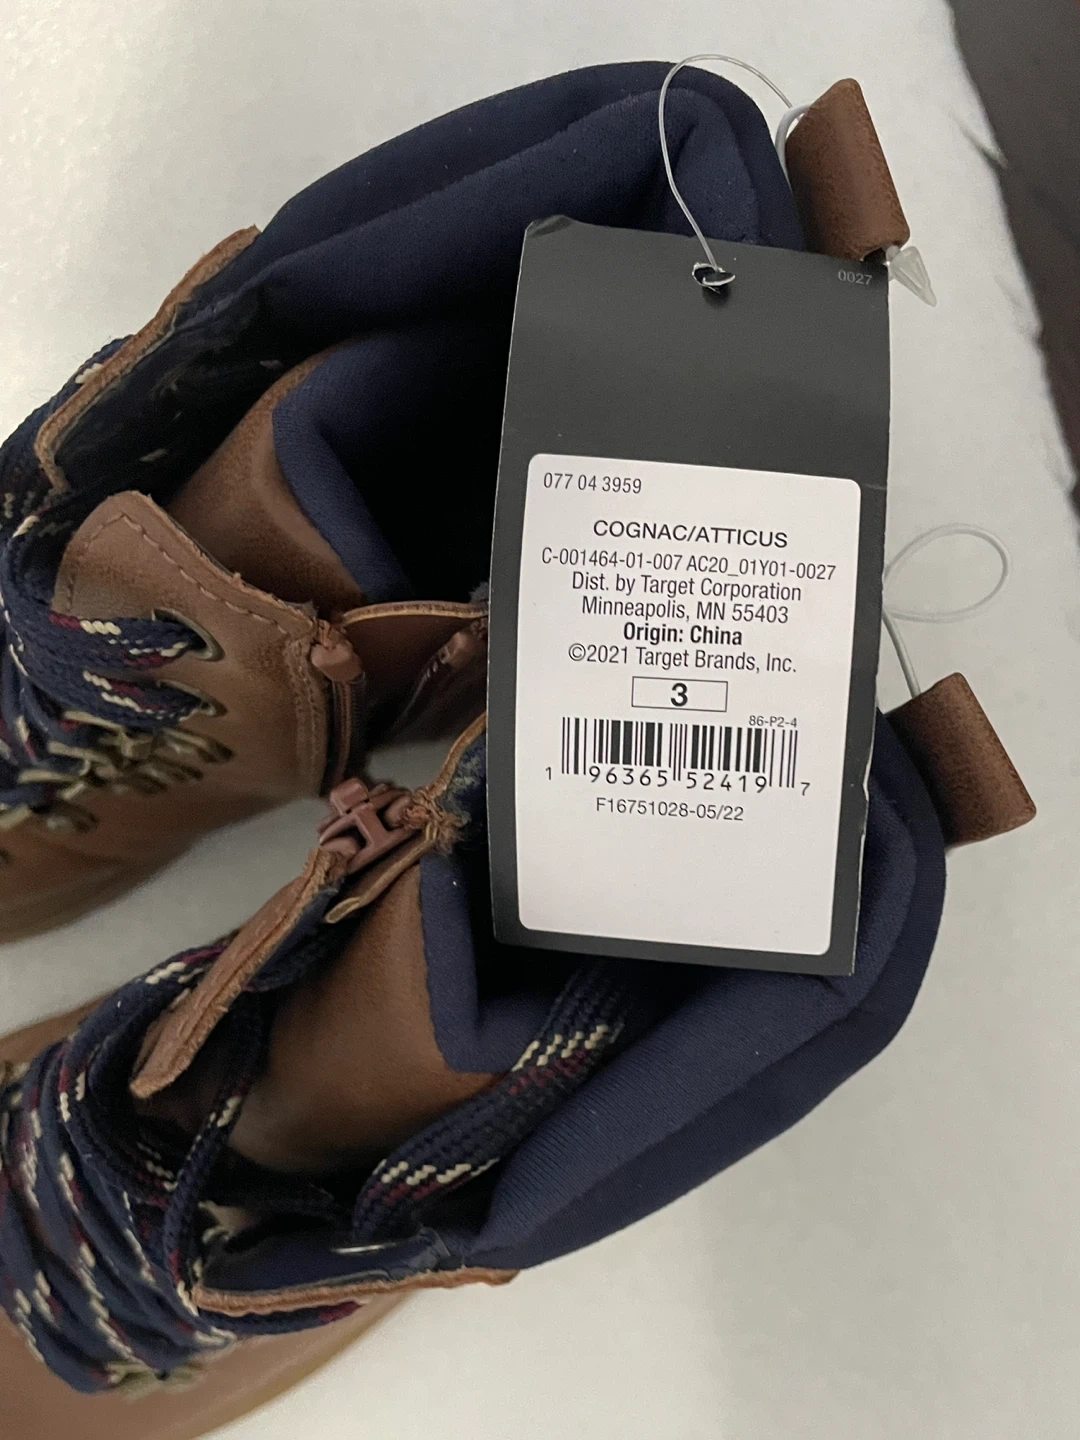 0027
077 04 3959
COGNAC/ATTICUS
C-001464-01-007 AC20_01Y01-0027
Dist. by Target Corporation
Minneapolis, MN 55403
Origin: China
©2021 Target Brands, Inc.
3
86-P2-4
1 96365 52419 7
F16751028-05/22